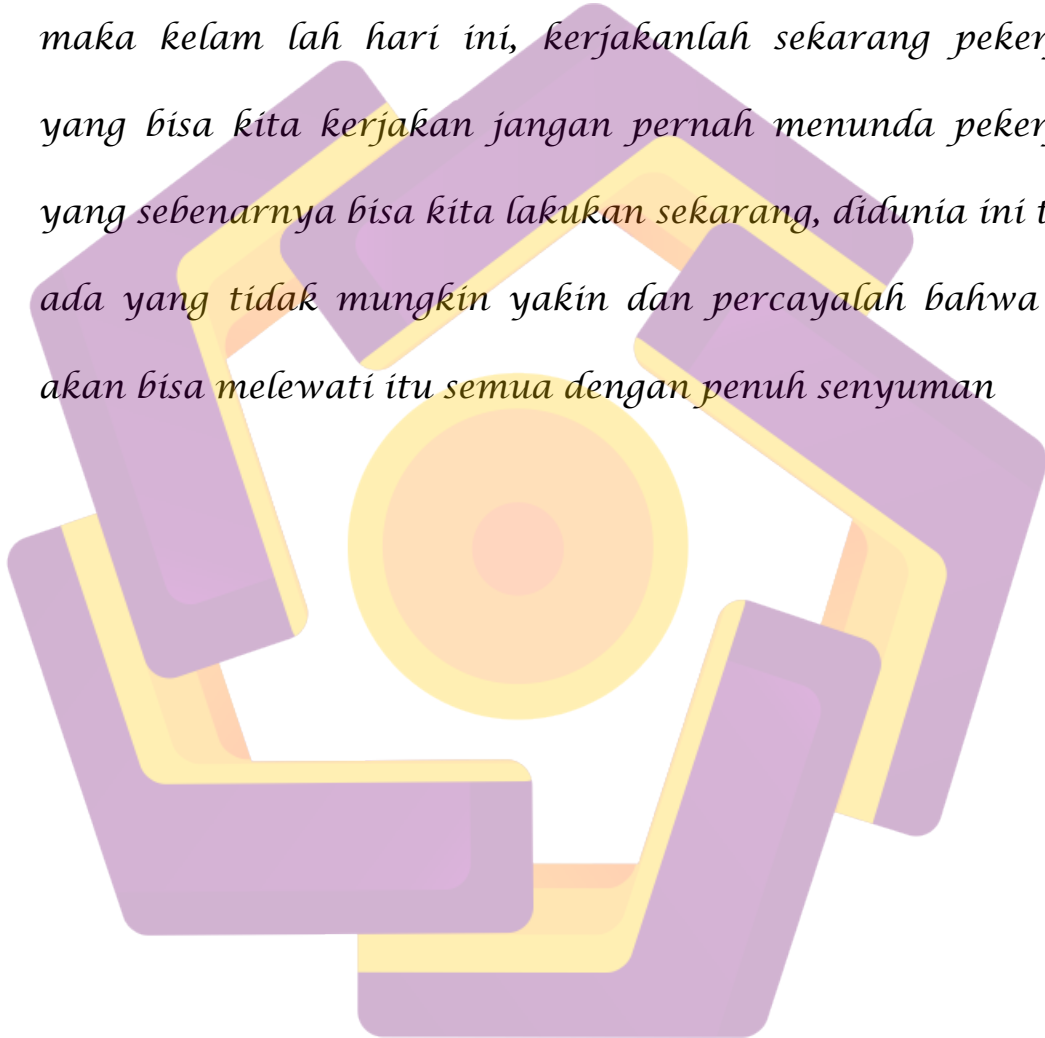 maka kelam lah hari ini, kerjakanlah sekarang
yang bisa kita kerjakan jangan pernah menunda
yang sebenarnya bisa kita lakukan sekarang, didunia ini
ada yang tidak mungkin yakin dan percayalah bahwa
akan bisa melewati itu semua dengan penuh senyuman